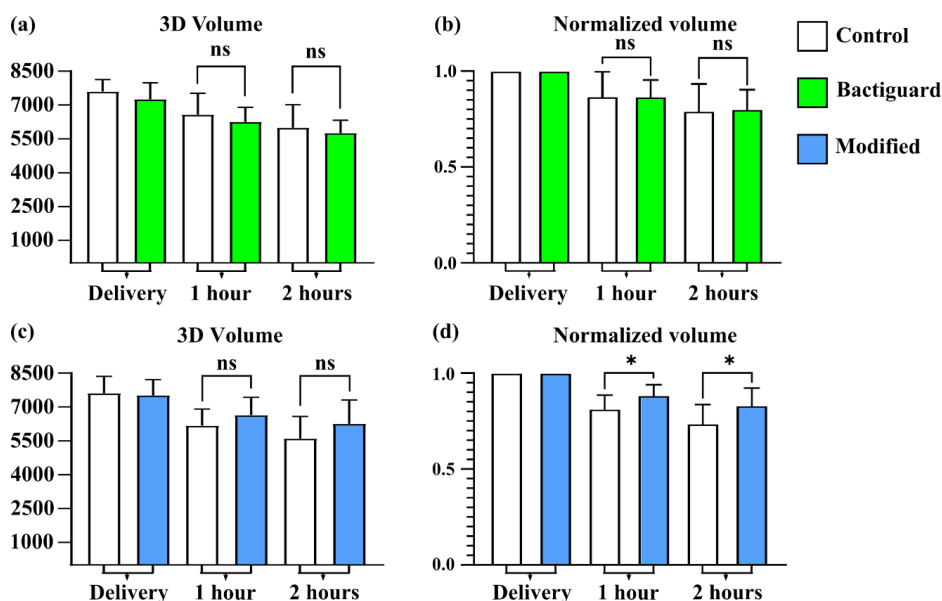 (a)
3D Volume
ns
ns
8500
7000
5500
4000
2500
1000
Delivery
1 hour
2 hours
(b)
Normalized volume
ns
ns
1.0
0.5
0.0
Delivery
1 hour
2 hours
Control
Bactiguard
Modified
(c)
3D Volume
ns
ns
8500
7000
5500
4000
2500
1000
Delivery
1 hour
2 hours
(d)
Normalized volume
*
*
1.0
0.5
0.0
Delivery
1 hour
2 hours